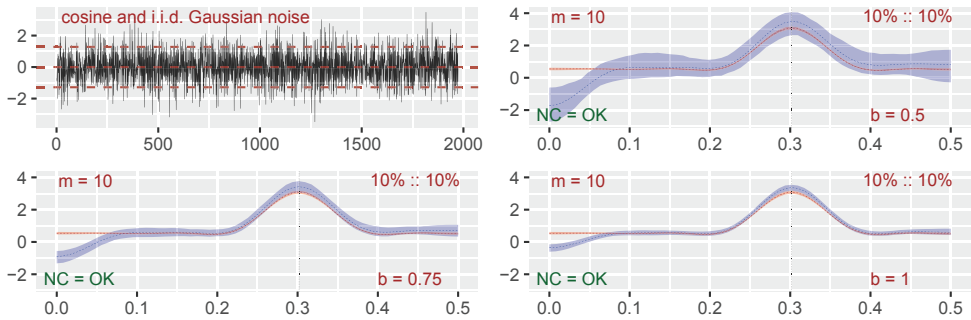 cosine and i.i.d. Gaussian noise
2
0
−2
0 500 1000 1500 2000
m = 10 10% :: 10%
4
2
0
−2
NC = OK b = 0.5
0.0 0.1 0.2 0.3 0.4 0.5
m = 10 10% :: 10%
4
2
0
−2
NC = OK b = 0.75
0.0 0.1 0.2 0.3 0.4 0.5
m = 10 10% :: 10%
4
2
0
−2
NC = OK b = 1
0.0 0.1 0.2 0.3 0.4 0.5